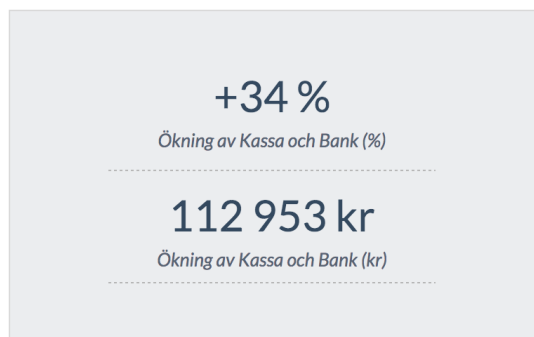 +34 %
Ökning av Kassa och Bank (%)
112 953 kr
Ökning av Kassa och Bank (kr)